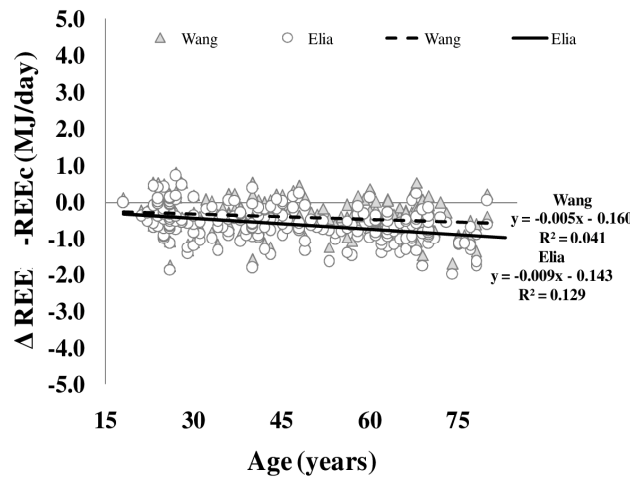 5.0
4.0
3.0
2.0
1.0
0.0
-1.0
-2.0
-3.0
-4.0
-5.0
Δ REE -REEc (MJ/day)
Wang Elia Wang Elia
Wang
y = -0.005x - 0.160
R² = 0.041
Elia
y = -0.009x - 0.143
R² = 0.129
15 30 45 60 75
Age (years)